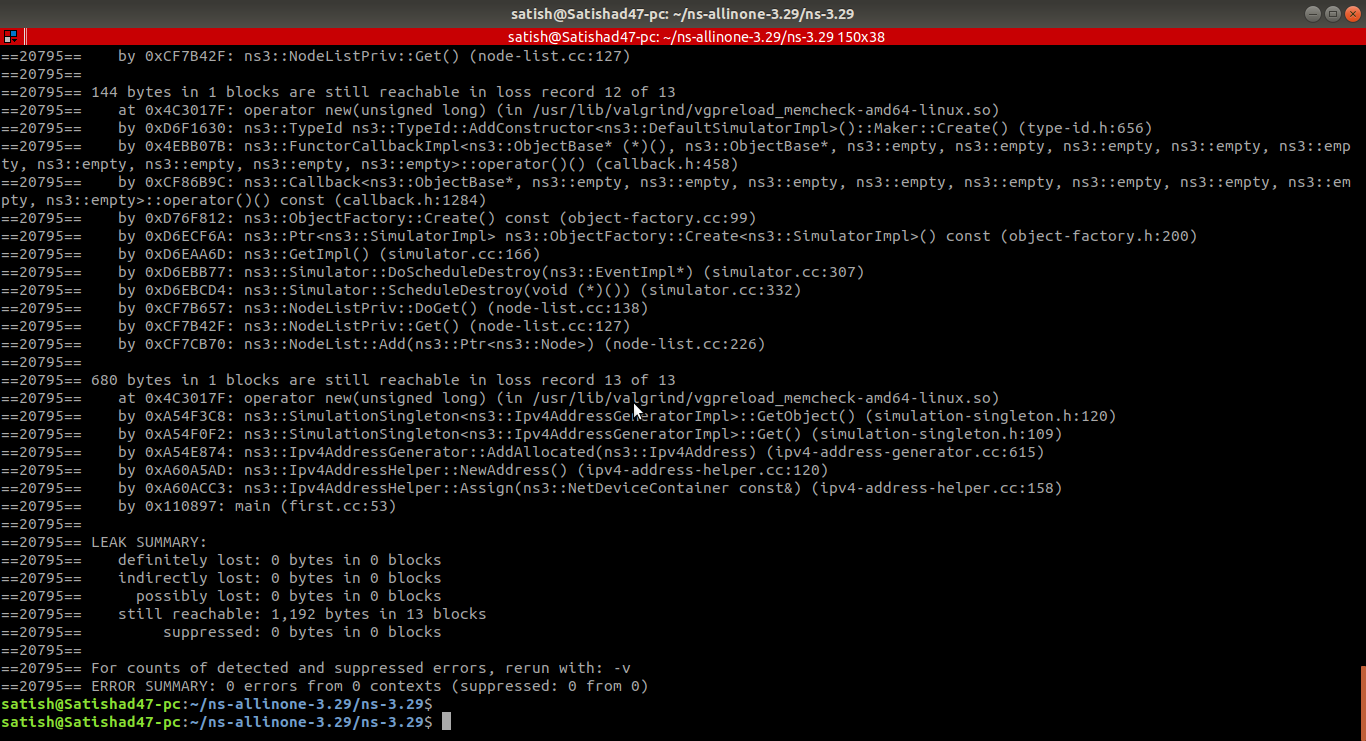 satish@Satishad47-pc: ~/ns-allinone-3.29/ns-3.29
satish@Satishad47-pc: ~/ns-allinone-3.29/ns-3.29 150x38
==20795==    by 0xCF7B42F: ns3::NodeListPriv::Get() (node-list.cc:127)
==20795==
==20795== 144 bytes in 1 blocks are still reachable in loss record 12 of 13
==20795==    at 0x4C3017F: operator new(unsigned long) (in /usr/lib/valgrind/vgpreload_memcheck-amd64-linux.so)
==20795==    by 0xD6F1630: ns3::TypeId ns3::TypeId::AddConstructor<ns3::DefaultSimulatorImpl>()::Maker::Create() (type-id.h:656)
==20795==    by 0x4EBB07B: ns3::FunctorCallbackImpl<ns3::ObjectBase* (*)(), ns3::ObjectBase*, ns3::empty, ns3::empty, ns3::empty, ns3::empty, ns3::emp
ty, ns3::empty, ns3::empty, ns3::empty, ns3::empty>::operator()() (callback.h:458)
==20795==    by 0xCF86B9C: ns3::Callback<ns3::ObjectBase*, ns3::empty, ns3::empty, ns3::empty, ns3::empty, ns3::empty, ns3::empty, ns3::empty, ns3::em
pty, ns3::empty>::operator()() const (callback.h:1284)
==20795==    by 0xD76F812: ns3::ObjectFactory::Create() const (object-factory.cc:99)
==20795==    by 0xD6ECF6A: ns3::Ptr<ns3::SimulatorImpl> ns3::ObjectFactory::Create<ns3::SimulatorImpl>() const (object-factory.h:200)
==20795==    by 0xD6EAA6D: ns3::GetImpl() (simulator.cc:166)
==20795==    by 0xD6EBB77: ns3::Simulator::DoScheduleDestroy(ns3::EventImpl*) (simulator.cc:307)
==20795==    by 0xD6EBCD4: ns3::Simulator::ScheduleDestroy(void (*)()) (simulator.cc:332)
==20795==    by 0xCF7B657: ns3::NodeListPriv::DoGet() (node-list.cc:138)
==20795==    by 0xCF7B42F: ns3::NodeListPriv::Get() (node-list.cc:127)
==20795==    by 0xCF7CB70: ns3::NodeList::Add(ns3::Ptr<ns3::Node>) (node-list.cc:226)
==20795==
==20795== 680 bytes in 1 blocks are still reachable in loss record 13 of 13
==20795==    at 0x4C3017F: operator new(unsigned long) (in /usr/lib/valgrind/vgpreload_memcheck-amd64-linux.so)
==20795==    by 0xA54F3C8: ns3::SimulationSingleton<ns3::Ipv4AddressGeneratorImpl>::GetObject() (simulation-singleton.h:120)
==20795==    by 0xA54F0F2: ns3::SimulationSingleton<ns3::Ipv4AddressGeneratorImpl>::Get() (simulation-singleton.h:109)
==20795==    by 0xA54E874: ns3::Ipv4AddressGenerator::AddAllocated(ns3::Ipv4Address) (ipv4-address-generator.cc:615)
==20795==    by 0xA60A5AD: ns3::Ipv4AddressHelper::NewAddress() (ipv4-address-helper.cc:120)
==20795==    by 0xA60ACC3: ns3::Ipv4AddressHelper::Assign(ns3::NetDeviceContainer const&) (ipv4-address-helper.cc:158)
==20795==    by 0x110897: main (first.cc:53)
==20795==
==20795== LEAK SUMMARY:
==20795==    definitely lost: 0 bytes in 0 blocks
==20795==    indirectly lost: 0 bytes in 0 blocks
==20795==      possibly lost: 0 bytes in 0 blocks
==20795==    still reachable: 1,192 bytes in 13 blocks
==20795==         suppressed: 0 bytes in 0 blocks
==20795==
==20795== For counts of detected and suppressed errors, rerun with: -v
==20795== ERROR SUMMARY: 0 errors from 0 contexts (suppressed: 0 from 0)
satish@Satishad47-pc:~/ns-allinone-3.29/ns-3.29$
satish@Satishad47-pc:~/ns-allinone-3.29/ns-3.29$